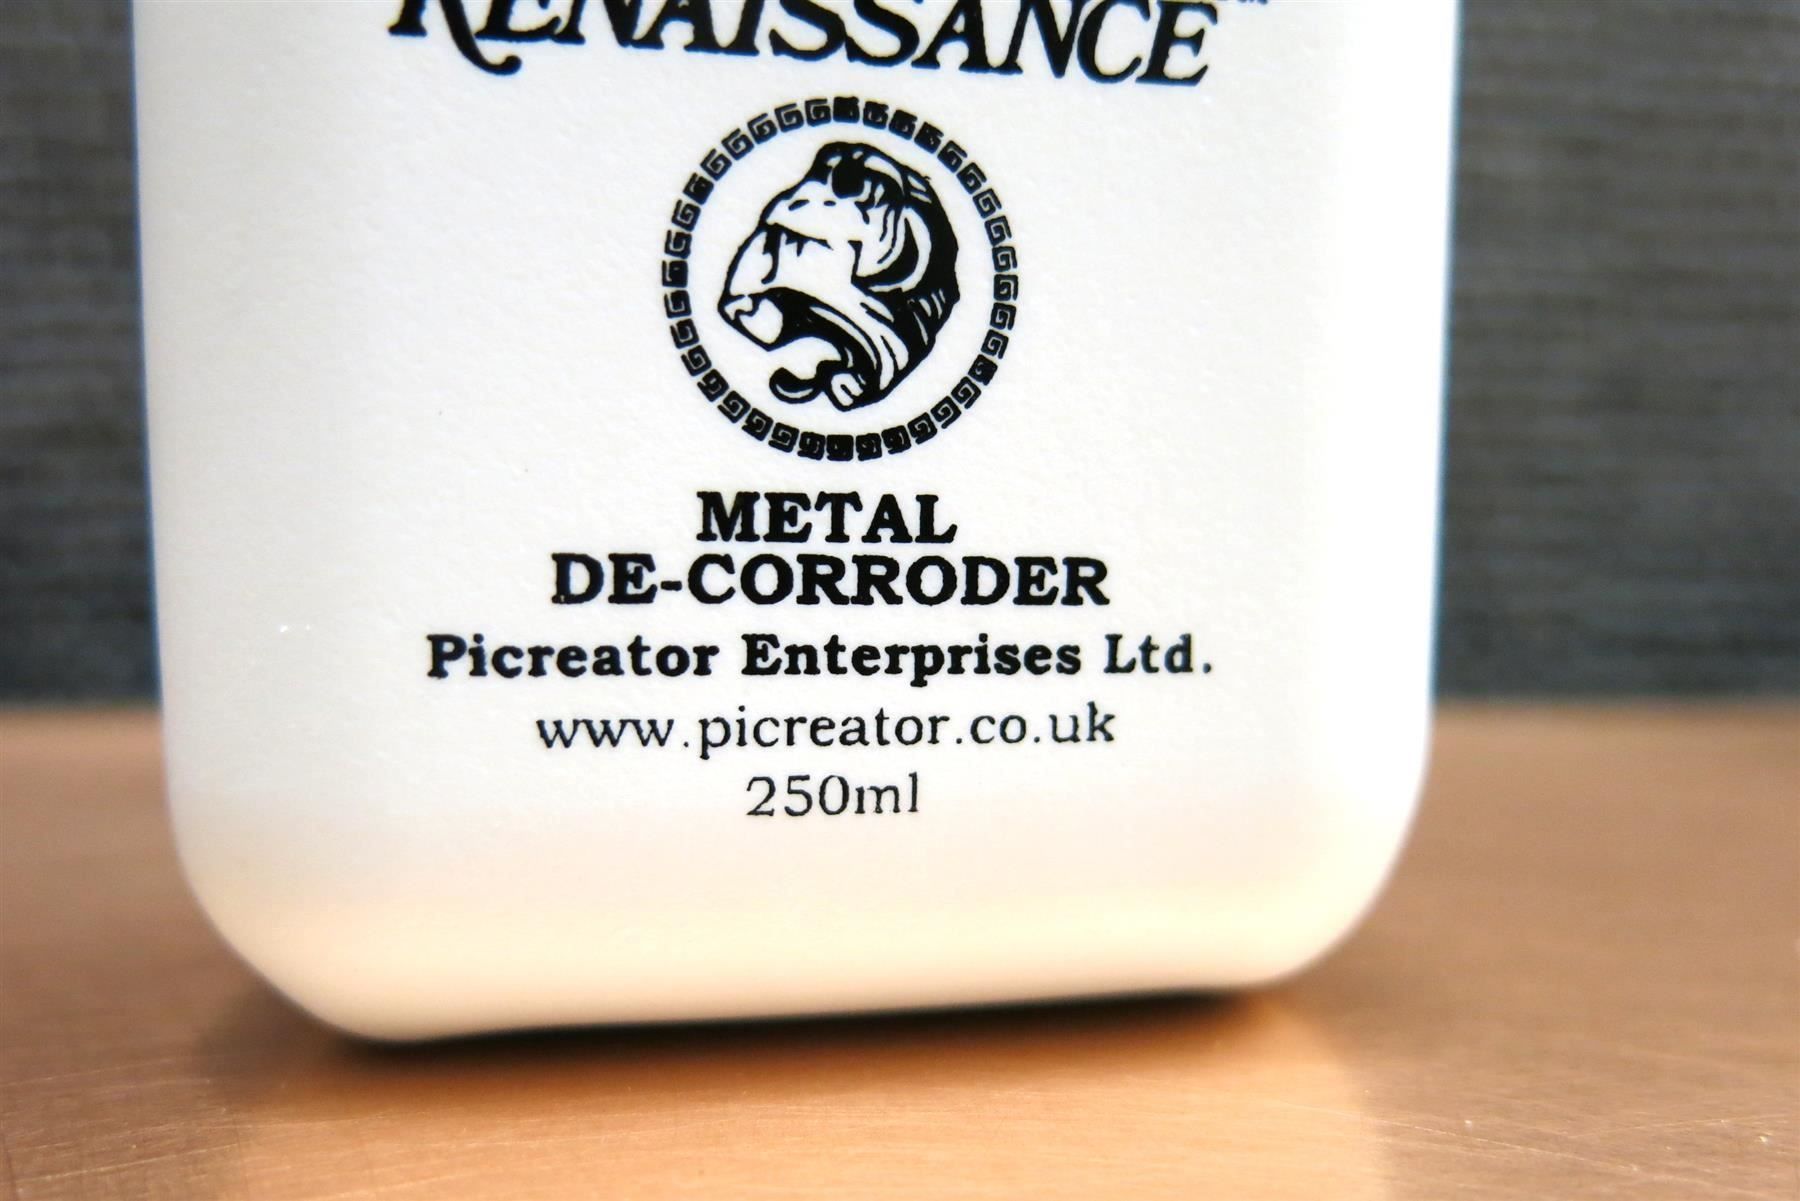 RENAISSANCE
METAL
DE-CORRODER
Picreator Enterprises Ltd.
www.picreator.co.uk
250ml